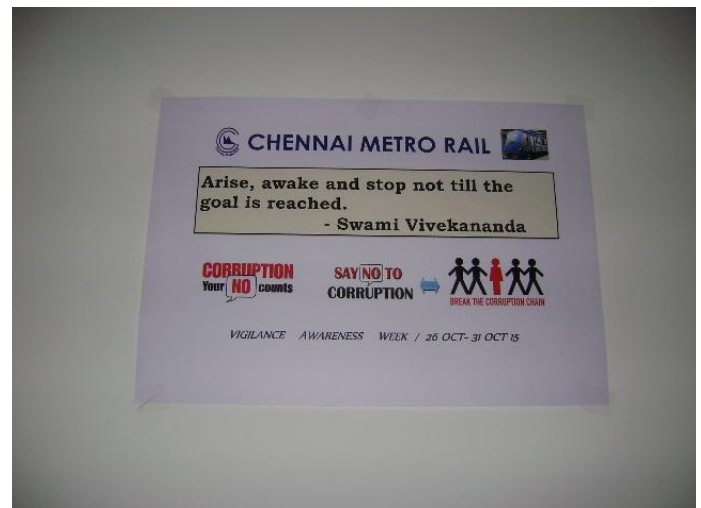 CHENNAI METRO RAIL
Arise, awake and stop not till the
goal is reached.
- Swami Vivekananda
CORRUPTION
Your NO counts
SAY NO TO
CORRUPTION
BREAK THE CORRUPTION CHAIN
VIGILANCE AWARENESS WEEK / 26 OCT- 31 OCT 15